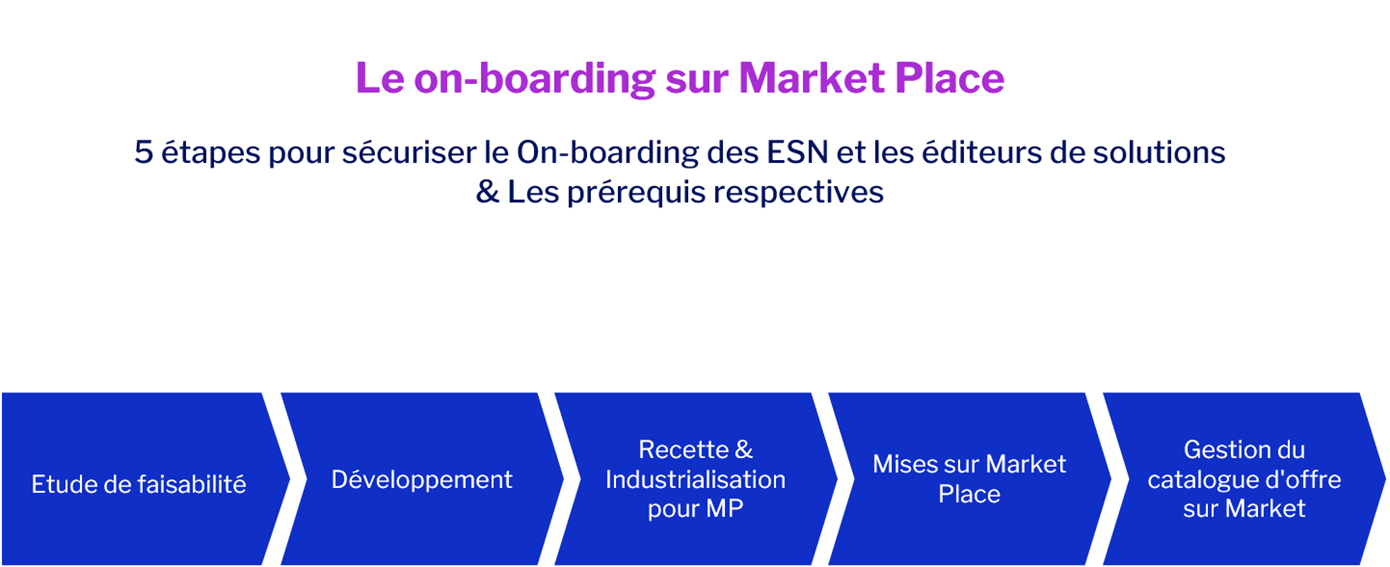 Le on-boarding sur Market Place
5 étapes pour sécuriser le On-boarding des ESN et les éditeurs de solutions
& Les prérequis respectives
Etude de faisabilité
Développement
Recette &
Industrialisation
pour MP
Mises sur Market
Place
Gestion du
catalogue d'offre
sur Market